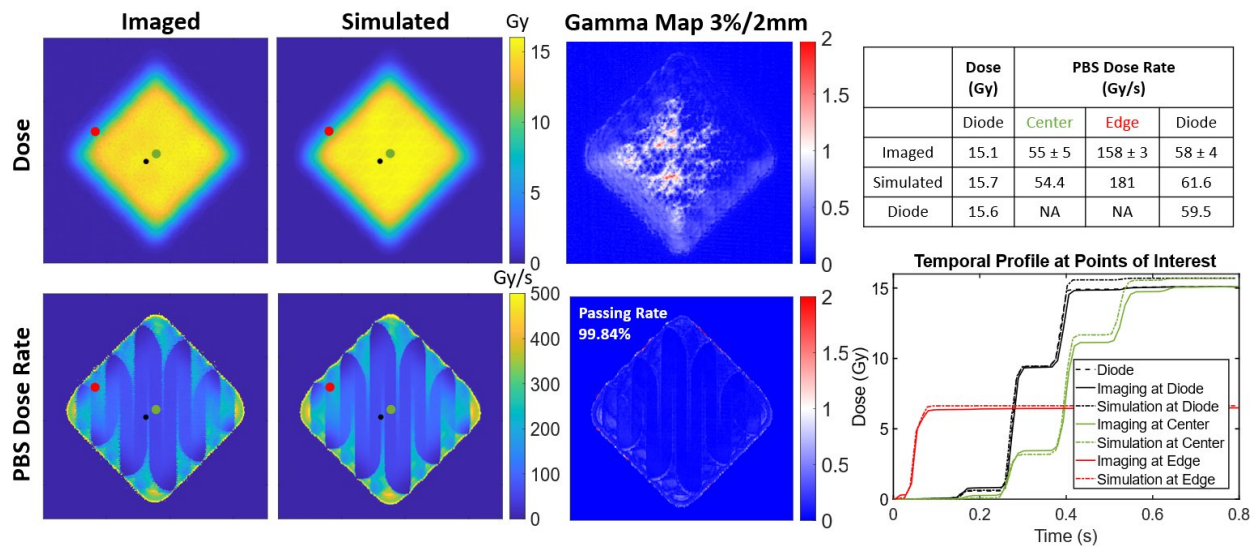 Imaged
Simulated
Gamma Map 3%/2mm
Gy
Dose
15
10
5
0
2
1.5
1
0.5
0
Dose (Gy) PBS Dose Rate (Gy/s)
Diode Center Edge Diode
Imaged 15.1 55 ± 5 158 ± 3 58 ± 4
Simulated 15.7 54.4 181 61.6
Diode 15.6 NA NA 59.5
PBS Dose Rate
Gy/s
500
400
300
200
100
0
Passing Rate
99.84%
2
1.5
1
0.5
0
Temporal Profile at Points of Interest
Dose (Gy)
15
10
5
0
Diode
Imaging at Diode
Simulation at Diode
Imaging at Center
Simulation at Center
Imaging at Edge
Simulation at Edge
0 0.2 0.4 0.6 0.8
Time (s)